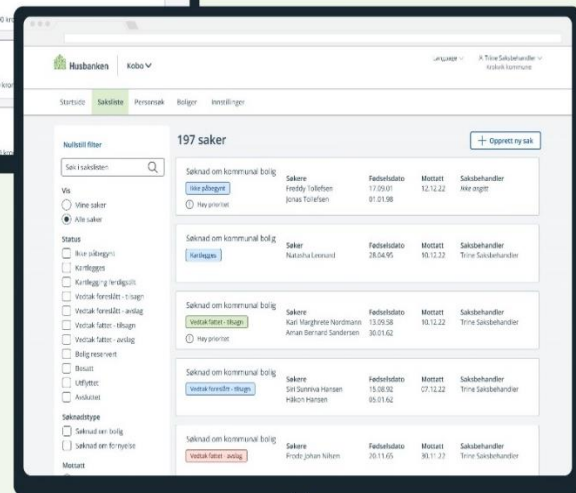 0 kro
kron
0 kro
Husbanken
Kobo
Language
Trine Saksbehandler
kommune
Startside Saksliste Personsøk Boliger Innstillinger
Nullstill filter
197 saker
+ Opprett ny sak
Søk i sakslisten
Vis
Mine saker
Alle saker
Status
Ikke påbegynt
Kartlegges
Kartlegging ferdigstilt
Vedtak foreslått - tilsagn
Vedtak foreslått - avslag
Vedtak fattet - tilsagn
Vedtak fattet - avslag
Bolig reservert
Bosatt
Utflyttet
Avsluttet
Søknadstype
Søknad om bolig
Søknad om fornyelse
Mottatt
Søknad om kommunal bolig
Ikke påbegynt
Høy prioritet
Søkere Fødselsdato Mottatt Saksbehandler
Freddy Tollefsen 17.09.01 12.12.22 Ikke angitt
Jonas Tollefsen 01.01.98
Søknad om kommunal bolig
Kartlegges
Søker Fødselsdato Mottatt Saksbehandler
Natasha Leonard 28.04.95 10.12.22 Trine Saksbehandler
Søknad om kommunal bolig
Vedtak fattet - tilsagn
Høy prioritet
Søkere Fødselsdato Mottatt Saksbehandler
Kari Marghrete Nordmann 13.09.58 10.12.22 Trine Saksbehandler
Aman Bernard Sandersen 30.01.62
Søknad om kommunal bolig
Vedtak foreslått - tilsagn
Søkere Fødselsdato Mottatt Saksbehandler
Siri Sunniva Hansen 15.08.92 07.12.22 Trine Saksbehandler
Håkon Hansen 05.01.62
Søknad om kommunal bolig
Vedtak fattet - avslag
Søkere Fødselsdato Mottatt Saksbehandler
Frode Johan Nilsen 20.11.65 30.11.22 Trine Saksbehandler